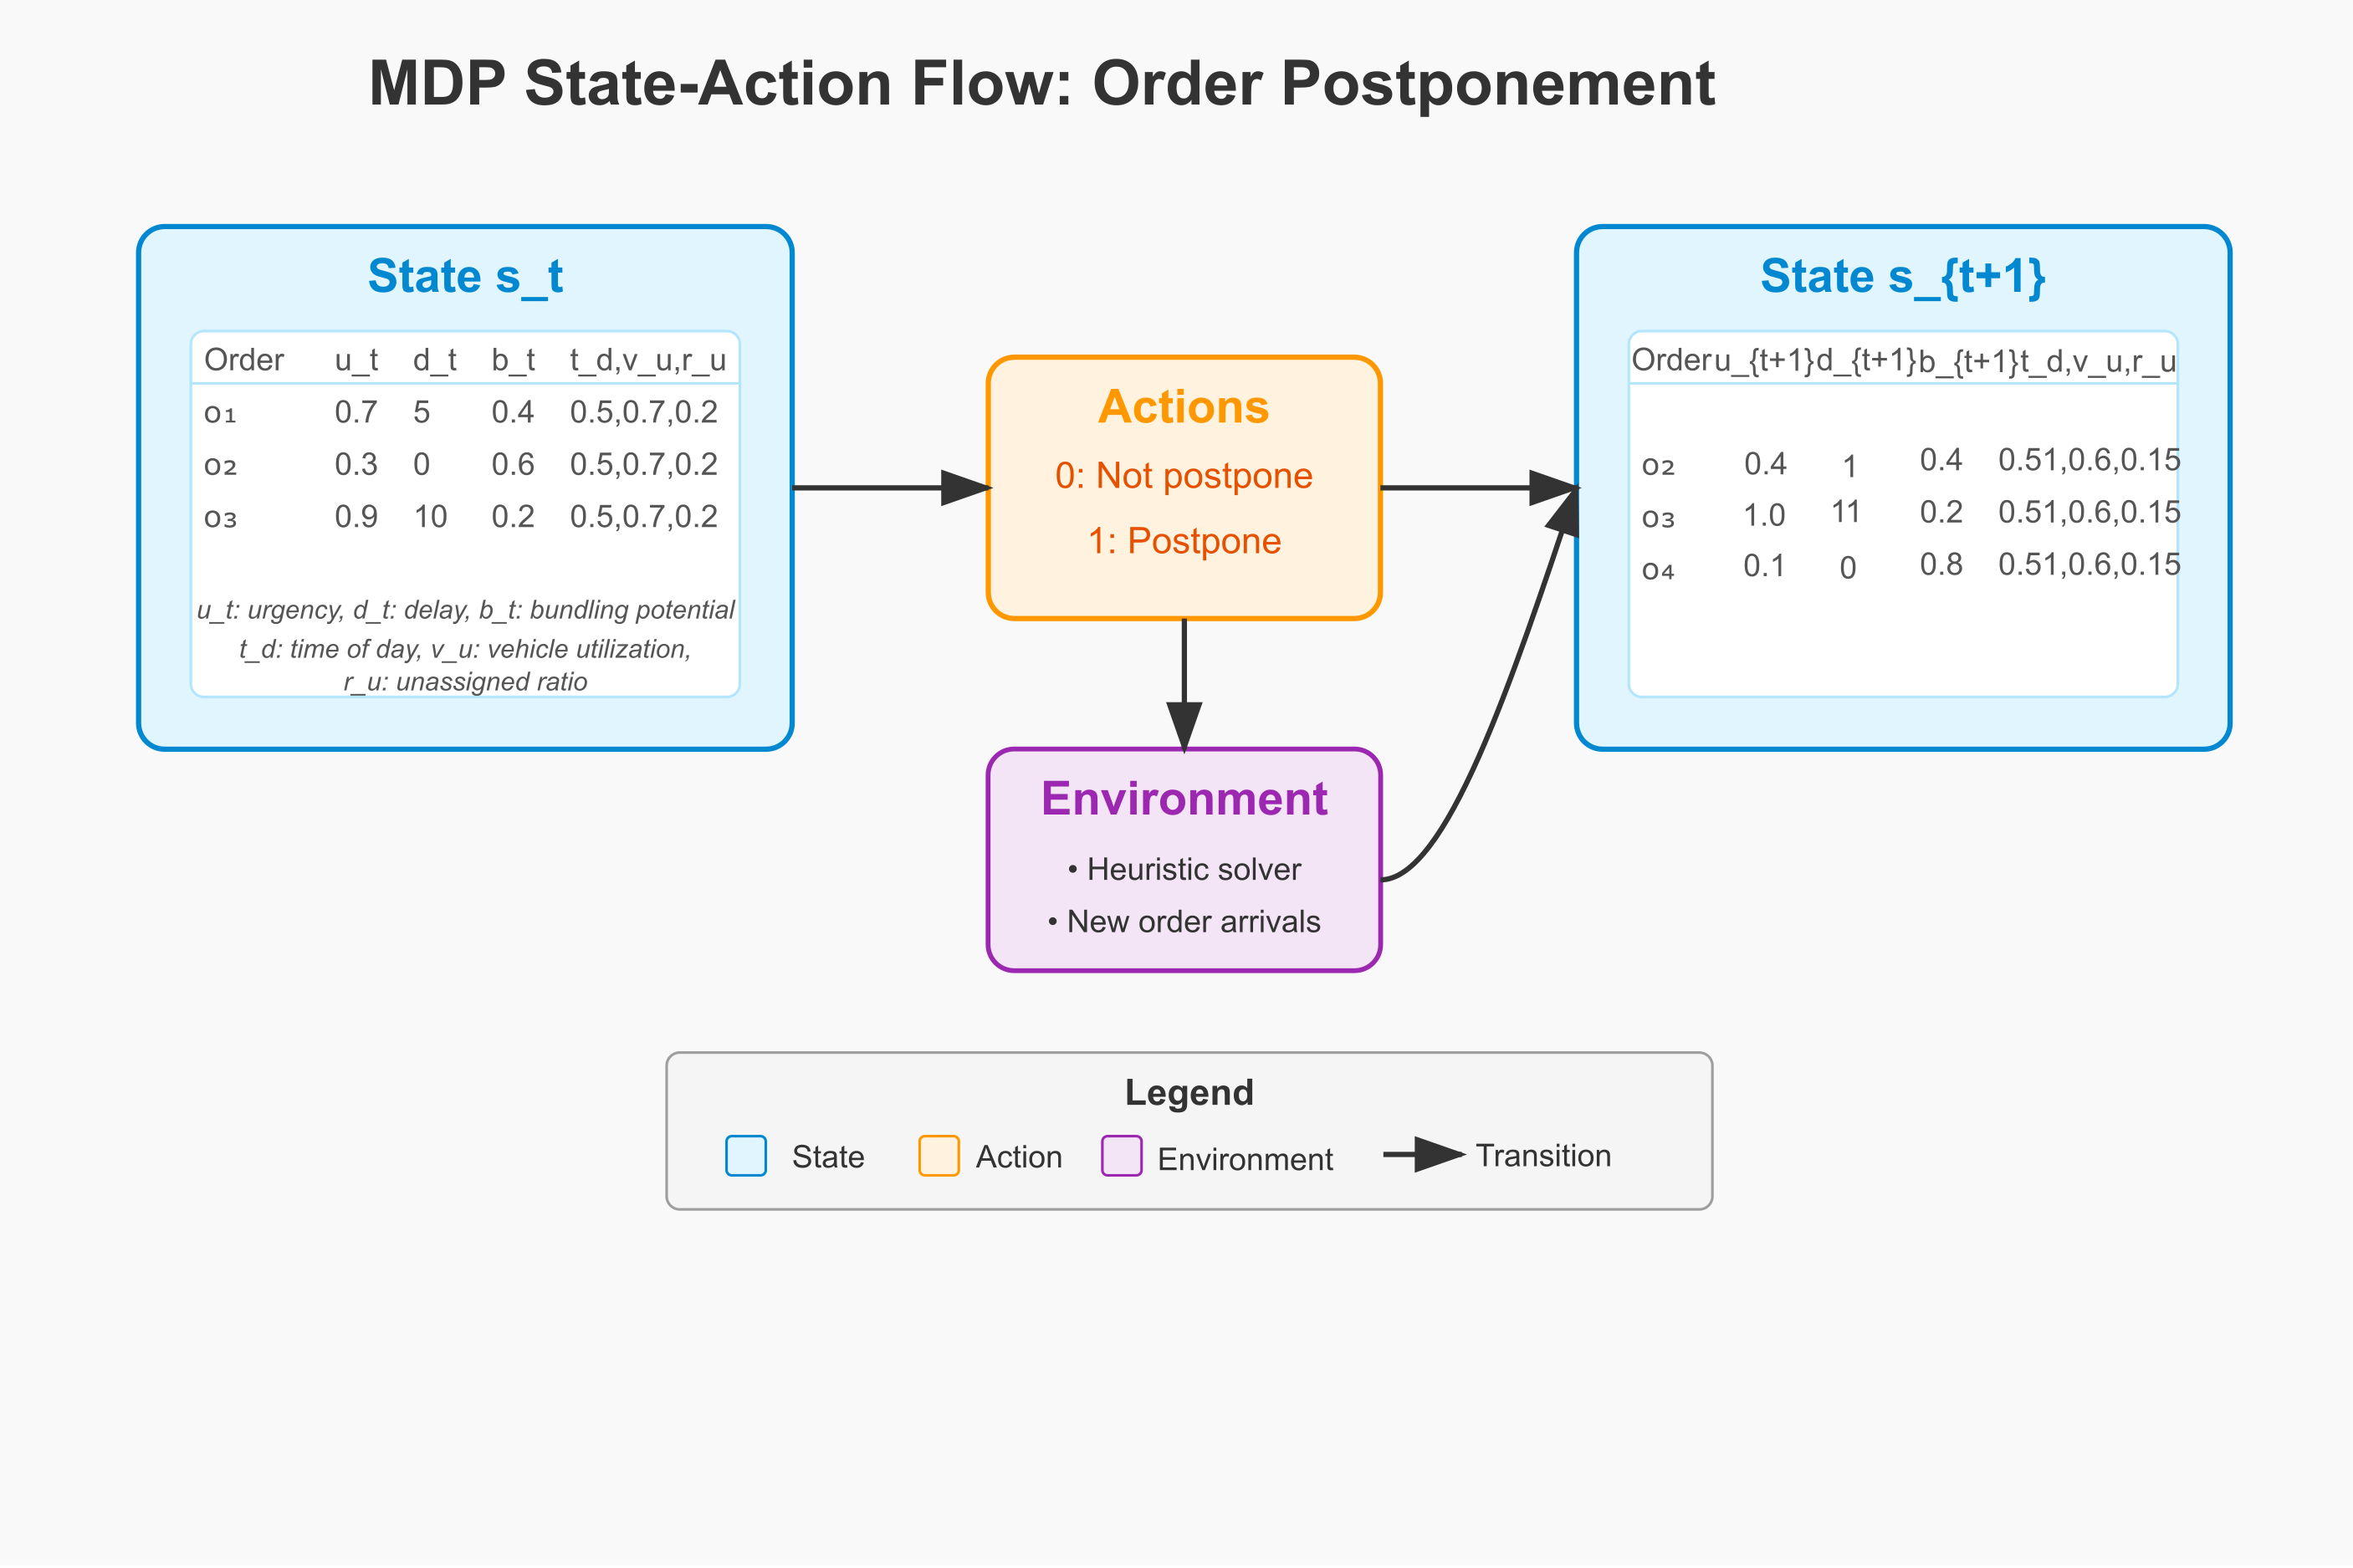 MDP State-Action Flow: Order Postponement
State s_t
Order u_t d_t b_t t_d,v_u,r_u
o₁ 0.7 5 0.4 0.5,0.7,0.2
o₂ 0.3 0 0.6 0.5,0.7,0.2
o₃ 0.9 10 0.2 0.5,0.7,0.2
u_t: urgency, d_t: delay, b_t: bundling potential
t_d: time of day, v_u: vehicle utilization,
r_u: unassigned ratio
Actions
0: Not postpone
1: Postpone
Environment
• Heuristic solver
• New order arrivals
State s_{t+1}
Order u_{t+1} d_{t+1} b_{t+1} t_d,v_u,r_u
o₂ 0.4 1 0.4 0.51,0.6,0.15
o₃ 1.0 11 0.2 0.51,0.6,0.15
o₄ 0.1 0 0.8 0.51,0.6,0.15
Legend
State Action Environment Transition